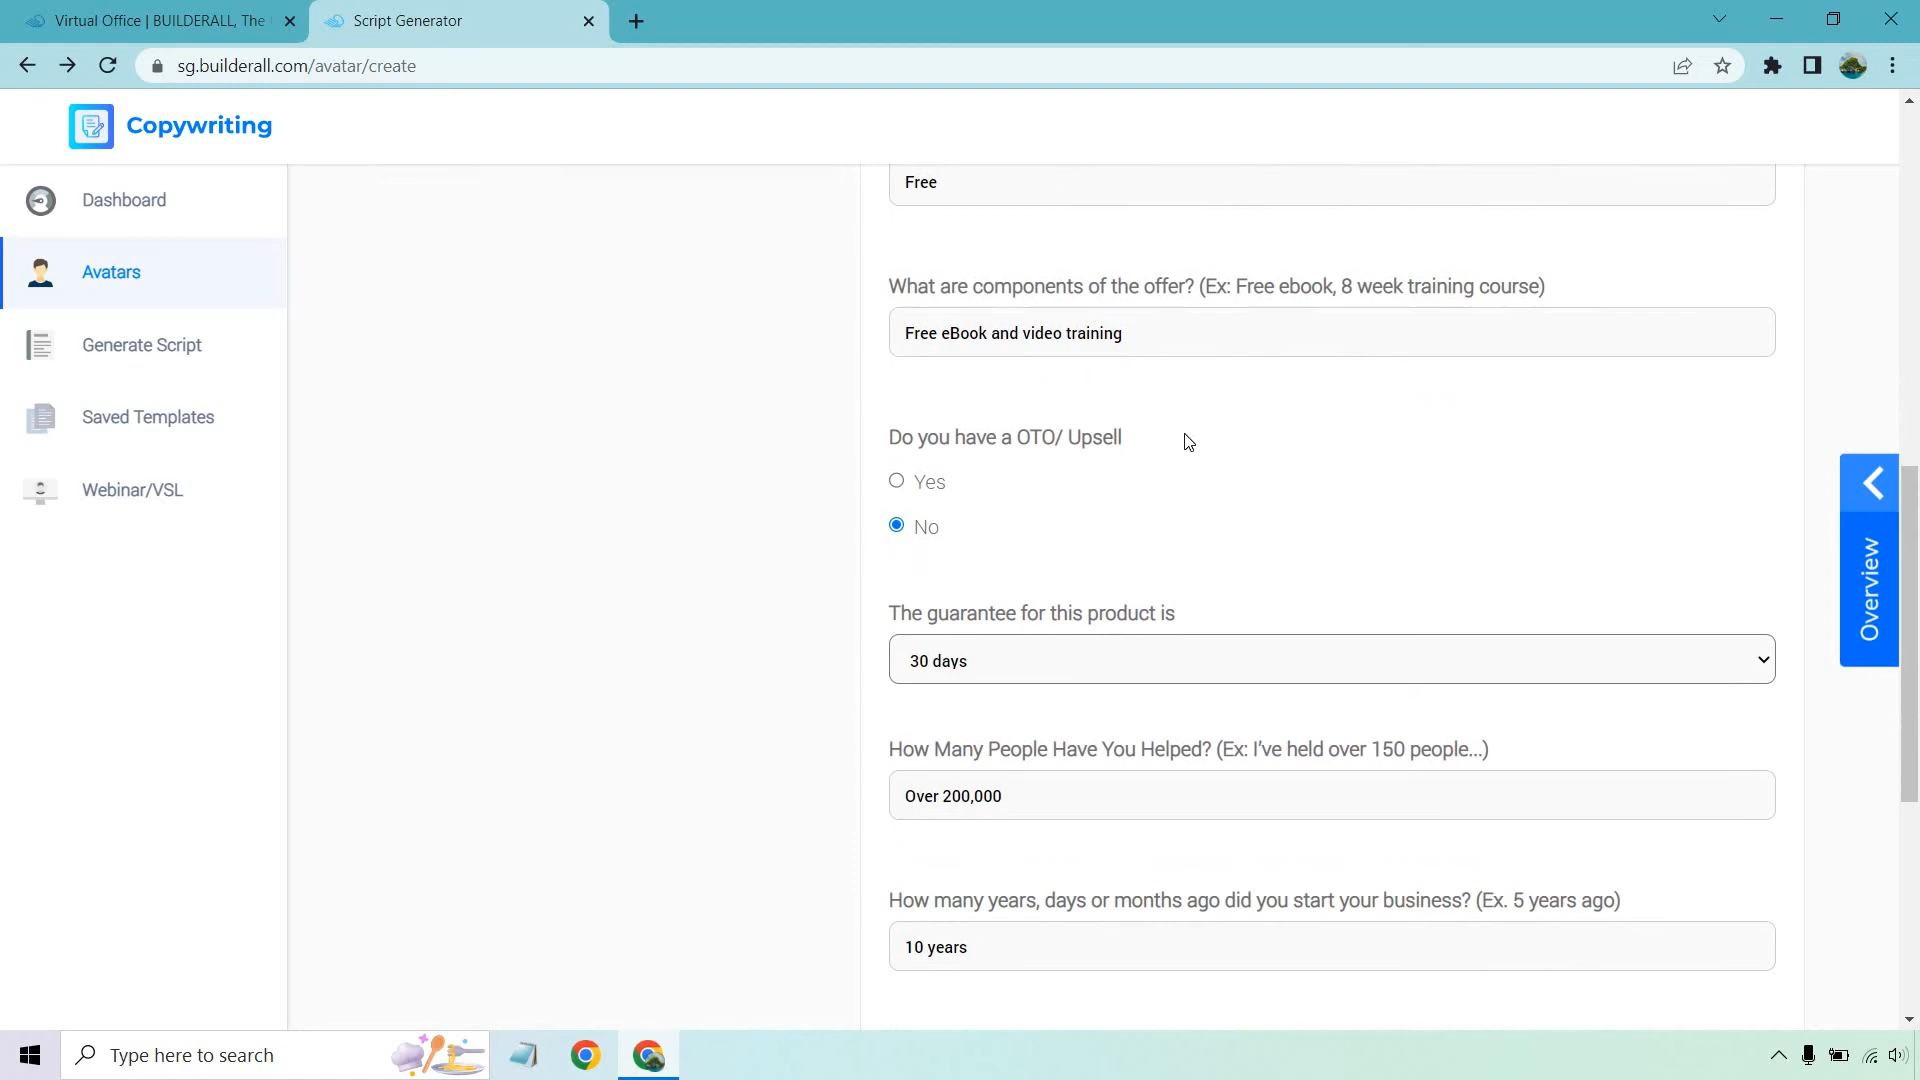 Virtual Office | BUILDERALL, The
Script Generator
sg.builderall.com/avatar/create
Copywriting
Dashboard
Avatars
Generate Script
Saved Templates
Webinar/VSL
Free
What are components of the offer? (Ex: Free ebook, 8 week training course)
Free eBook and video training
Do you have a OTO/ Upsell
Yes
No
The guarantee for this product is
30 days
How Many People Have You Helped? (Ex: I've held over 150 people...)
Over 200,000
How many years, days or months ago did you start your business? (Ex. 5 years ago)
10 years
Overview
Type here to search